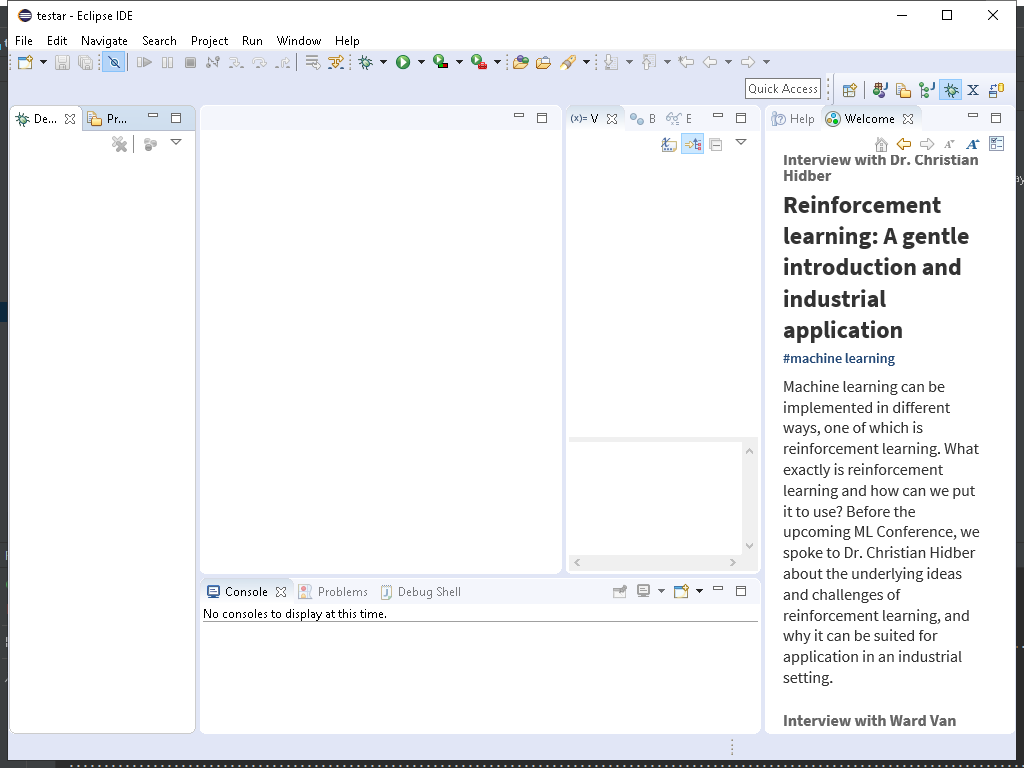 testar - Eclipse IDE
File Edit Navigate Search Project Run Window Help
Quick Access
De...
Pr...
(x)= V
B
E
Help
Welcome
Interview with Dr. Christian
Hidber
Reinforcement
learning: A gentle
introduction and
industrial
application
#machine learning
Machine learning can be
implemented in different
ways, one of which is
reinforcement learning. What
exactly is reinforcement
learning and how can we put
it to use? Before the
upcoming ML Conference, we
spoke to Dr. Christian Hidber
about the underlying ideas
and challenges of
reinforcement learning, and
why it can be suited for
application in an industrial
setting.
Interview with Ward Van
Console
Problems
Debug Shell
No consoles to display at this time.